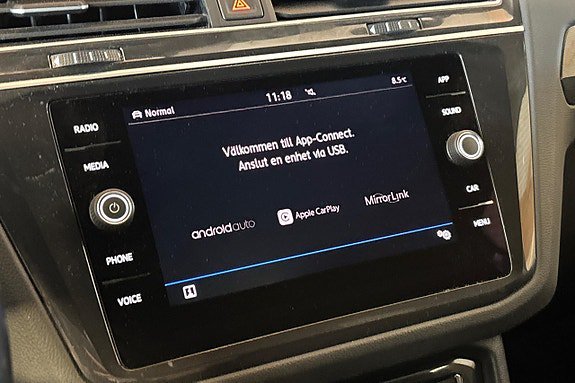 Normal 11:18 8.5°C
Välkommen till App-Connect.
Anslut en enhet via USB.
androidauto Apple CarPlay MirrorLink
RADIO
MEDIA
PHONE
VOICE
APP
SOUND
CAR
MENU